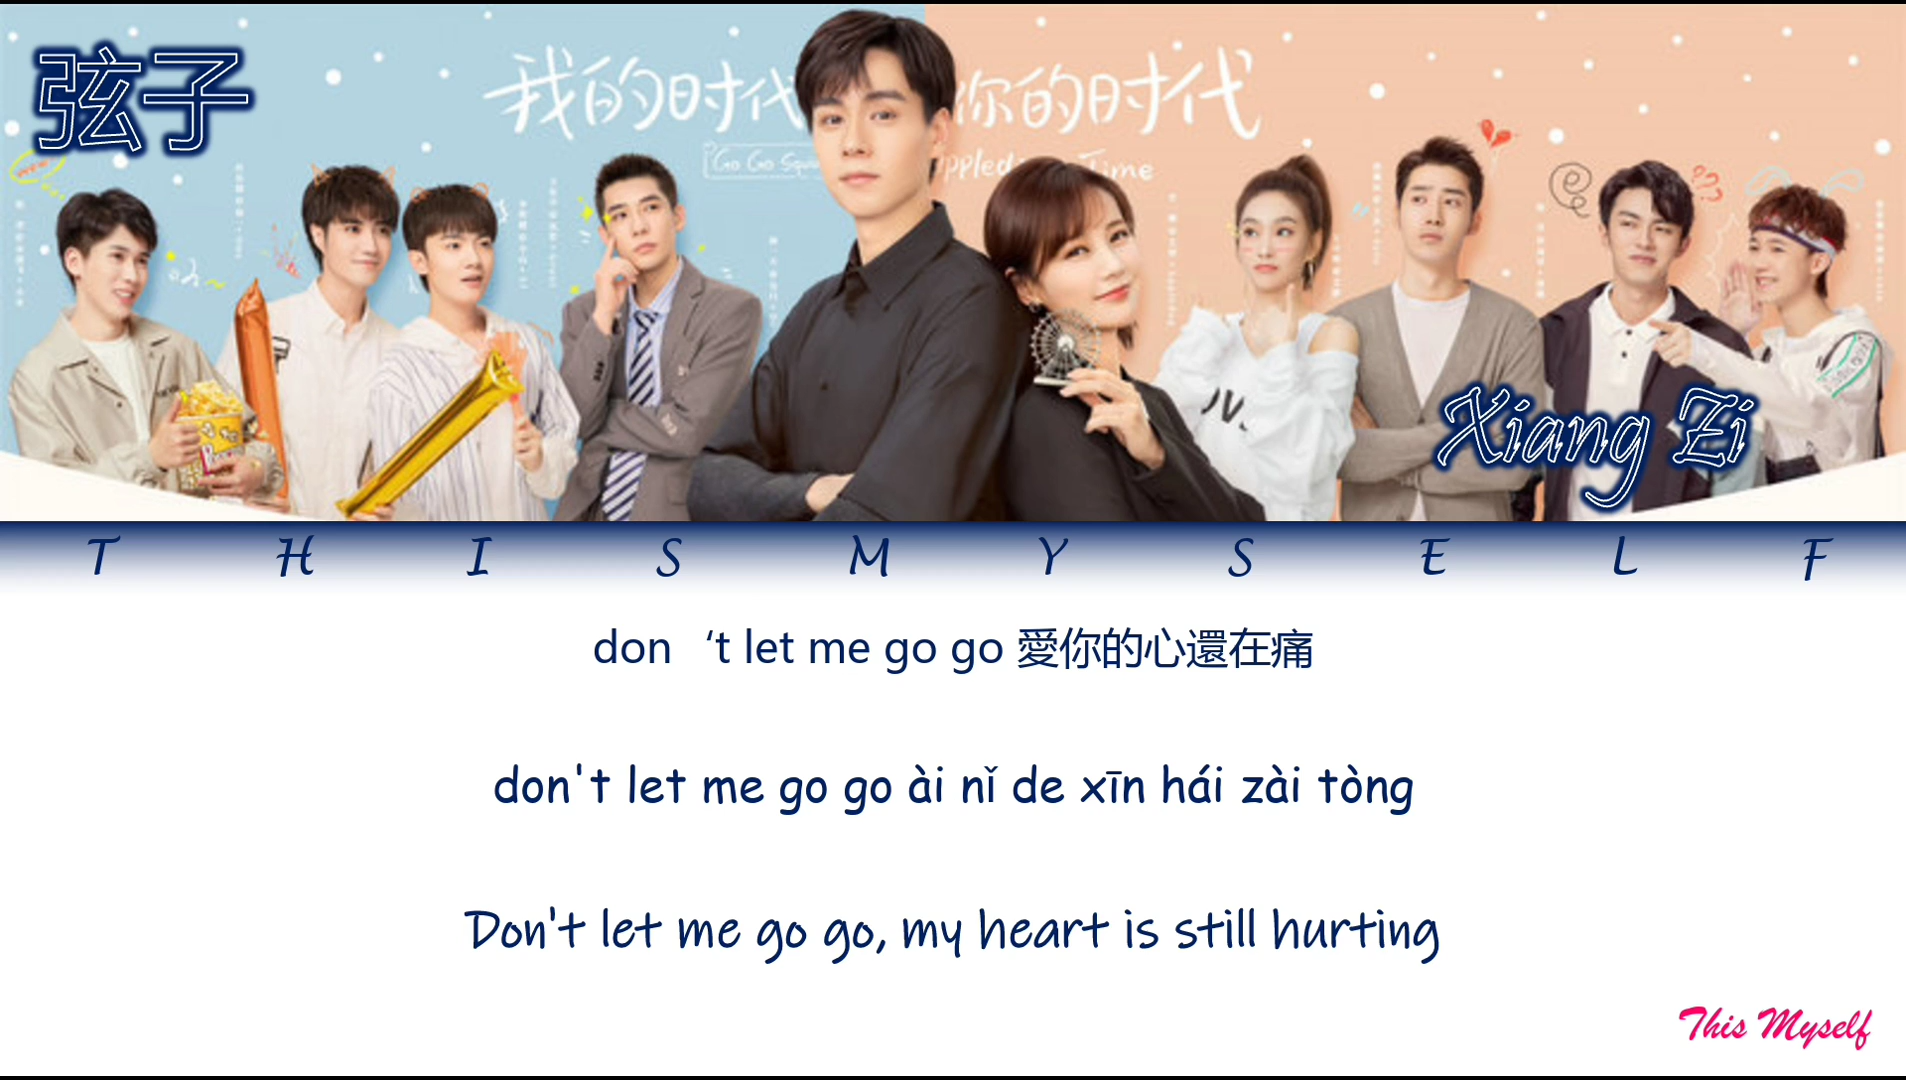 弦子
我的时代
你的时代
Go Go Squ
ppled
Time
Xiang Zi
T H I S M Y S E L F
don‘t let me go go 愛你的心還在痛
don't let me go go ài nǐ de xīn hái zài tòng
Don't let me go go, my heart is still hurting
This Myself